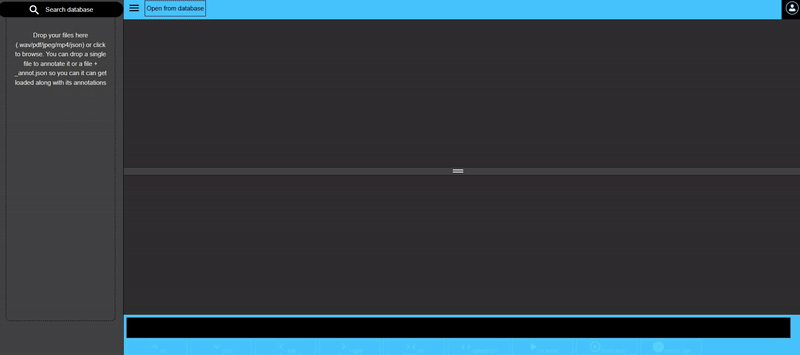 Search database
Open from database
Drop your files here
(.wav/pdf/jpeg/mp4/json) or click
to browse. You can drop a single
file to annotate it or a file +
_annot.json so you can it can get
loaded along with its annotations